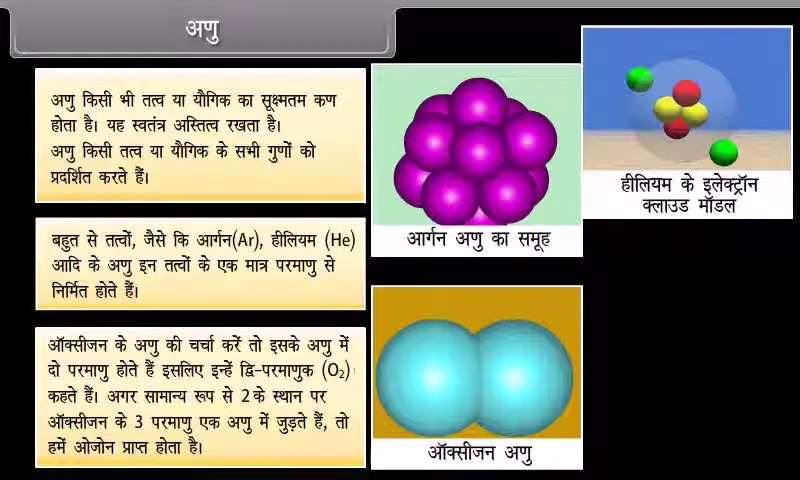 अणु
अणु किसी भी तत्व या यौगिक का सूक्ष्मतम कण
होता है। यह स्वतंत्र अस्तित्व रखता है।
अणु किसी तत्व या यौगिक के सभी गुणों को
प्रदर्शित करते हैं।
बहुत से तत्वों, जैसे कि आर्गन(Ar), हीलियम (He)
आदि के अणु इन तत्वों के एक मात्र परमाणु से
निर्मित होते हैं।
ऑक्सीजन के अणु की चर्चा करें तो इसके अणु में
दो परमाणु होते हैं इसलिए इन्हें द्वि-परमाणुक (O₂)
कहते हैं। अगर सामान्य रूप से 2 के स्थान पर
ऑक्सीजन के 3 परमाणु एक अणु में जुड़ते हैं, तो
हमें ओजोन प्राप्त होता है।
आर्गन अणु का समूह
हीलियम के इलेक्ट्रॉन
क्लाउड मॉडल
ऑक्सीजन अणु